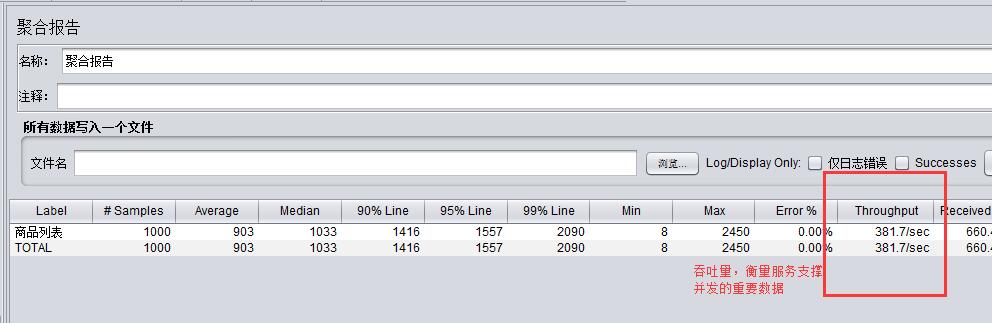 聚合报告
名称： 聚合报告
注释：
所有数据写入一个文件
文件名 浏览... Log/Display Only: 仅日志错误 Successes
Label # Samples Average Median 90% Line 95% Line 99% Line Min Max Error % Throughput Received
商品列表 1000 903 1033 1416 1557 2090 8 2450 0.00% 381.7/sec 660.4
TOTAL 1000 903 1033 1416 1557 2090 8 2450 0.00% 381.7/sec 660.4
吞吐量，衡量服务支撑
并发的重要数据